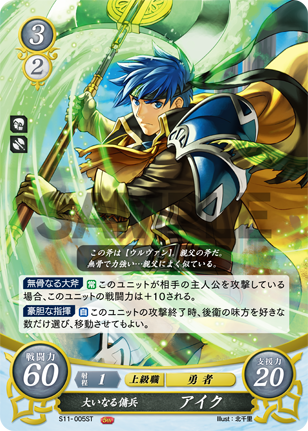 3
2
SAMPLE
この斧は【ウルヴァン】 親父の斧だ。
無骨で力強い…親父によく似ている。
無骨なる大斧 常 このユニットが相手の主人公を攻撃している
場合、このユニットの戦闘力は+10される。
豪胆な指揮 自 このユニットの攻撃終了時、後衛の味方を好き
な数だけ選び、移動させてもよい。
戦闘力 60 射程 1 上級職 勇者 支援力 20
大いなる傭兵 アイク
S11-005ST Illust:北千里